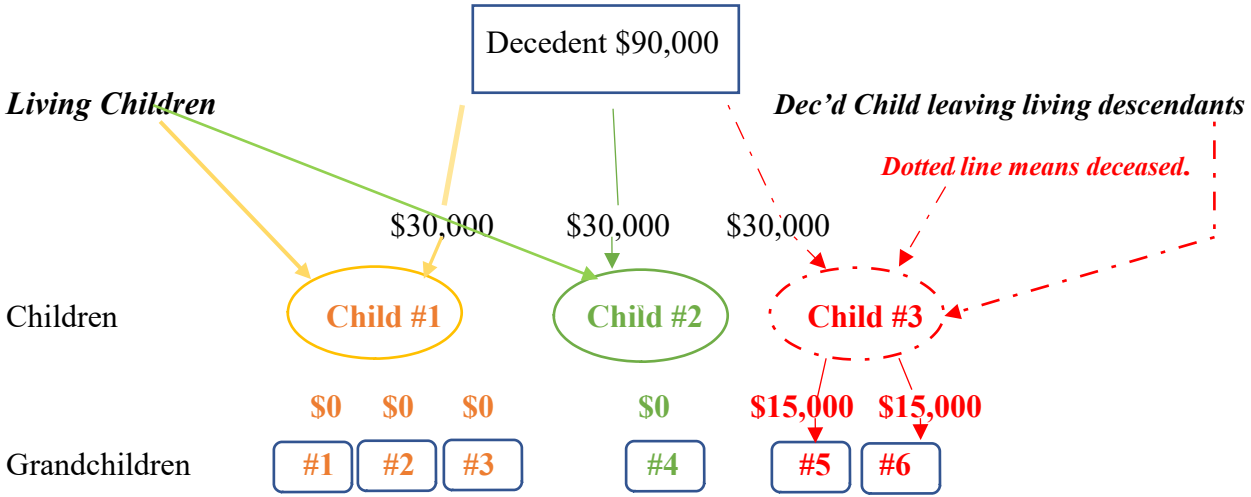 Decedent $90,000
Living Children
Dec’d Child leaving living descendants
Dotted line means deceased.
$30,000 $30,000 $30,000
Children Child #1 Child #2 Child #3
$0 $0 $0 $0 $15,000 $15,000
Grandchildren #1 #2 #3 #4 #5 #6